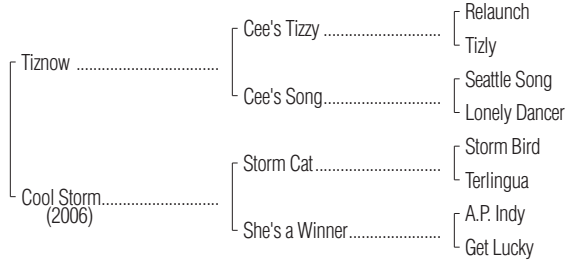 Relaunch
Cee's Tizzy ..............................
Tizly
Tiznow ....................................
Seattle Song
Cee's Song..............................
Lonely Dancer
Storm Bird
Storm Cat................................
Terlingua
Cool Storm..............................
(2006)
A.P. Indy
She's a Winner.......................
Get Lucky